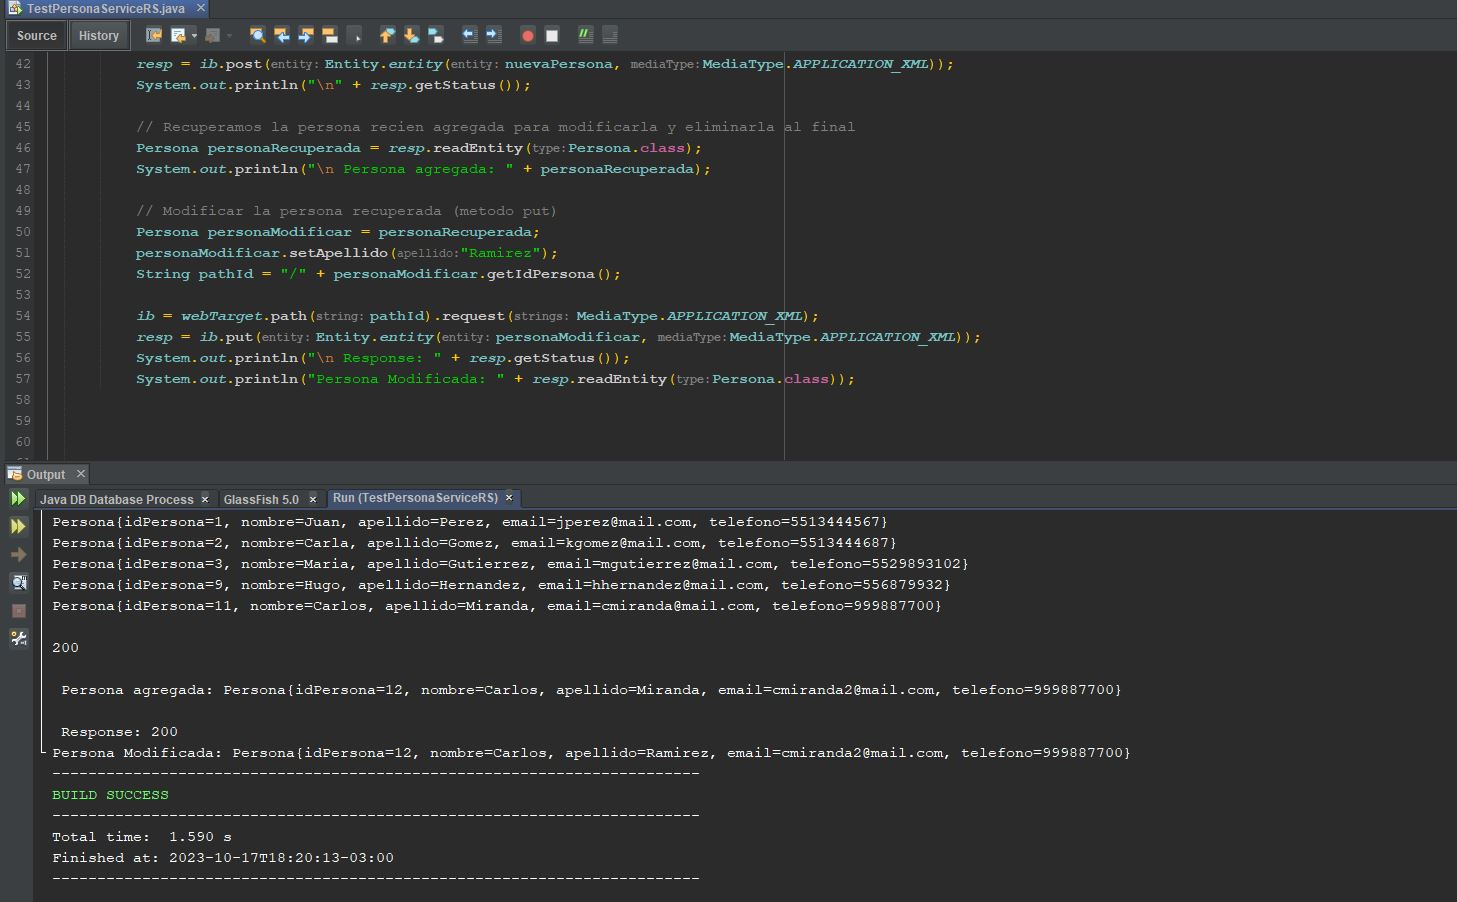 TestPersonaServiceRS.java
Source History
42 resp = ib.post(entity: Entity.entity(entity: nuevaPersona, mediaType: MediaType.APPLICATION_XML));
43 System.out.println("\n" + resp.getStatus());
44
45 // Recuperamos la persona recien agregada para modificarla y eliminarla al final
46 Persona personaRecuperada = resp.readEntity(type: Persona.class);
47 System.out.println("\n Persona agregada: " + personaRecuperada);
48
49 // Modificar la persona recuperada (metodo put)
50 Persona personaModificar = personaRecuperada;
51 personaModificar.setApellido(apellido: "Ramirez");
52 String pathId = "/" + personaModificar.getIdPersona();
53
54 ib = webTarget.path(string: pathId).request(strings: MediaType.APPLICATION_XML);
55 resp = ib.put(entity: Entity.entity(entity: personaModificar, mediaType: MediaType.APPLICATION_XML));
56 System.out.println("\n Response: " + resp.getStatus());
57 System.out.println("Persona Modificada: " + resp.readEntity(type: Persona.class));
58
59
60
Output
Java DB Database Process GlassFish 5.0 Run (TestPersonaServiceRS)
Persona{idPersona=1, nombre=Juan, apellido=Perez, email=jperez@mail.com, telefono=5513444567}
Persona{idPersona=2, nombre=Carla, apellido=Gomez, email=kgomez@mail.com, telefono=5513444687}
Persona{idPersona=3, nombre=Maria, apellido=Gutierrez, email=mgutierrez@mail.com, telefono=5529893102}
Persona{idPersona=9, nombre=Hugo, apellido=Hernandez, email=hhernandez@mail.com, telefono=556879932}
Persona{idPersona=11, nombre=Carlos, apellido=Miranda, email=cmiranda@mail.com, telefono=999887700}
200
Persona agregada: Persona{idPersona=12, nombre=Carlos, apellido=Miranda, email=cmiranda2@mail.com, telefono=999887700}
Response: 200
Persona Modificada: Persona{idPersona=12, nombre=Carlos, apellido=Ramirez, email=cmiranda2@mail.com, telefono=999887700}
------------------------------------------------------------------------
BUILD SUCCESS
------------------------------------------------------------------------
Total time:  1.590 s
Finished at: 2023-10-17T18:20:13-03:00
------------------------------------------------------------------------